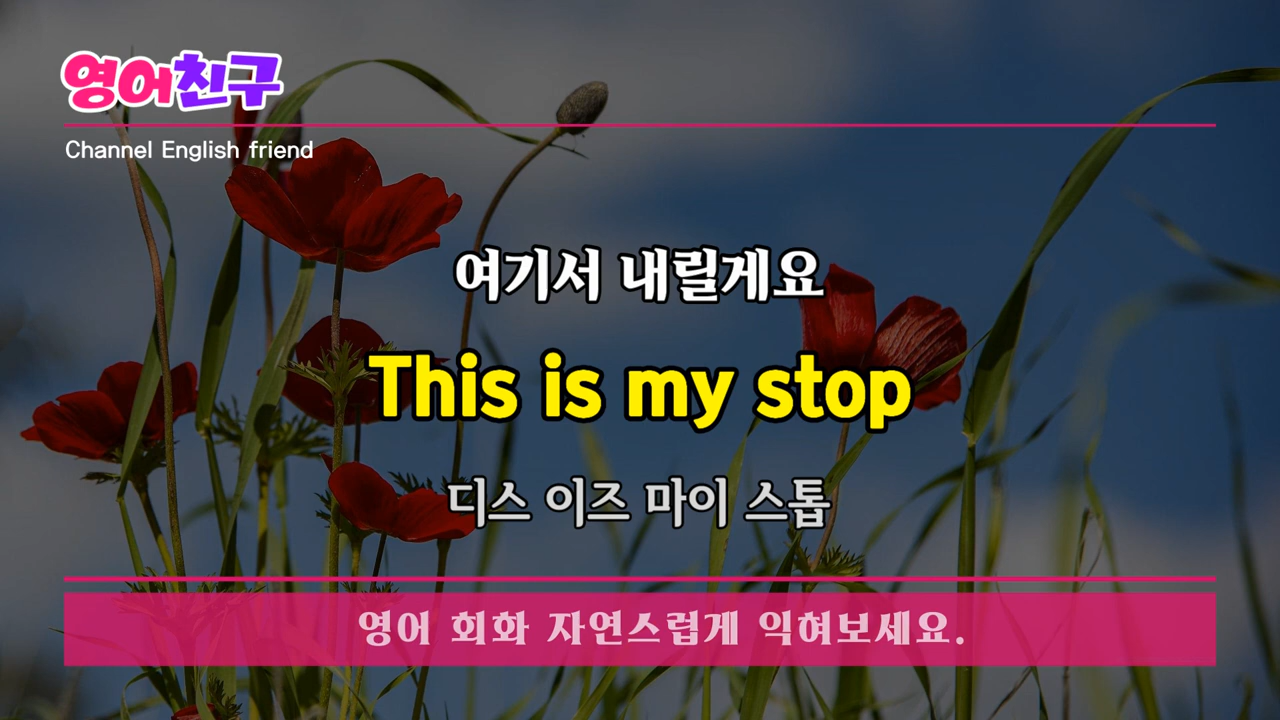 영어친구
Channel English friend
여기서 내릴게요
This is my stop
디스 이즈 마이 스톱
영어 회화 자연스럽게 익혀보세요.